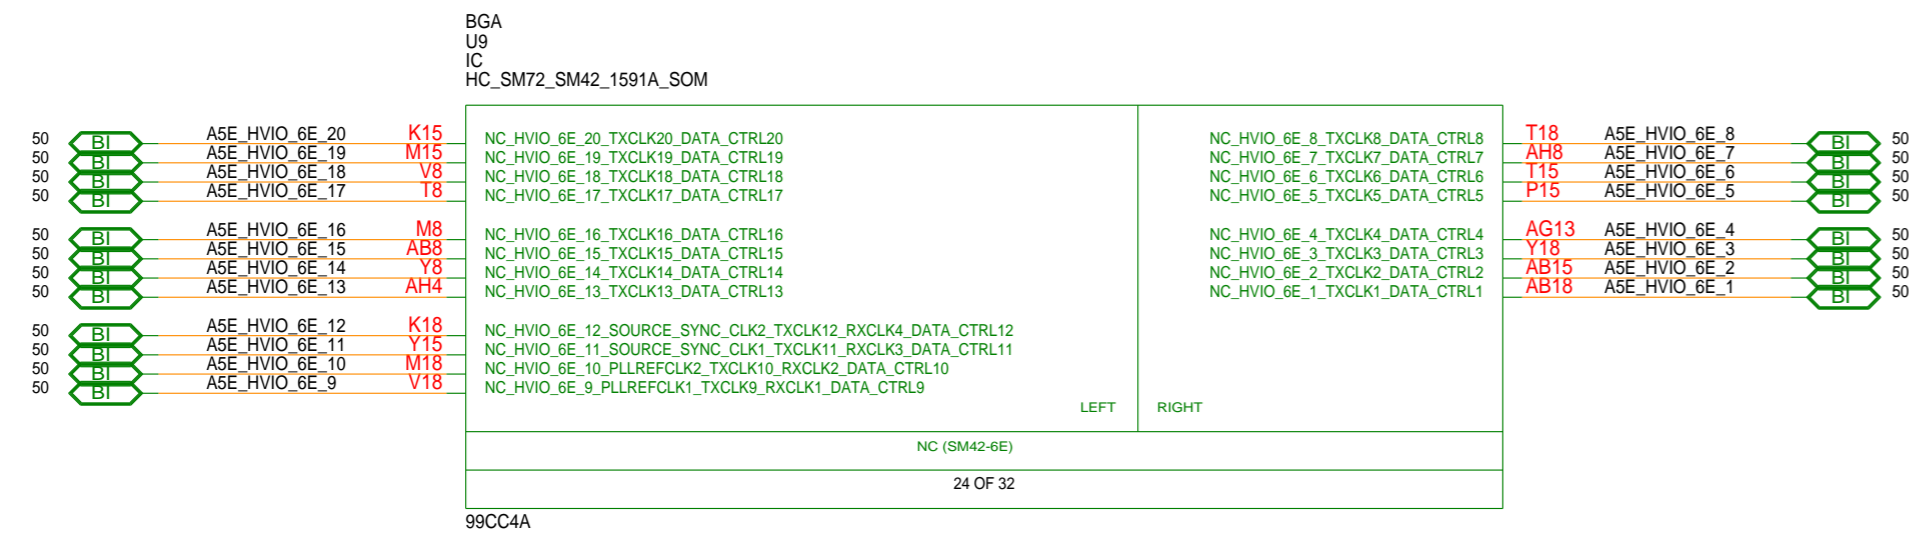 BGA
U9
IC
HC_SM72_SM42_1591A_SOM
50 BI A5E_HVIO_6E_20 K15 NC_HVIO_6E_20_TXCLK20_DATA_CTRL20 NC_HVIO_6E_8_TXCLK8_DATA_CTRL8 T18 A5E_HVIO_6E_8 BI 50
50 BI A5E_HVIO_6E_19 M15 NC_HVIO_6E_19_TXCLK19_DATA_CTRL19 NC_HVIO_6E_7_TXCLK7_DATA_CTRL7 AH8 A5E_HVIO_6E_7 BI 50
50 BI A5E_HVIO_6E_18 V8 NC_HVIO_6E_18_TXCLK18_DATA_CTRL18 NC_HVIO_6E_6_TXCLK6_DATA_CTRL6 T15 A5E_HVIO_6E_6 BI 50
50 BI A5E_HVIO_6E_17 T8 NC_HVIO_6E_17_TXCLK17_DATA_CTRL17 NC_HVIO_6E_5_TXCLK5_DATA_CTRL5 P15 A5E_HVIO_6E_5 BI 50
50 BI A5E_HVIO_6E_16 M8 NC_HVIO_6E_16_TXCLK16_DATA_CTRL16 NC_HVIO_6E_4_TXCLK4_DATA_CTRL4 AG13 A5E_HVIO_6E_4 BI 50
50 BI A5E_HVIO_6E_15 AB8 NC_HVIO_6E_15_TXCLK15_DATA_CTRL15 NC_HVIO_6E_3_TXCLK3_DATA_CTRL3 Y18 A5E_HVIO_6E_3 BI 50
50 BI A5E_HVIO_6E_14 Y8 NC_HVIO_6E_14_TXCLK14_DATA_CTRL14 NC_HVIO_6E_2_TXCLK2_DATA_CTRL2 AB15 A5E_HVIO_6E_2 BI 50
50 BI A5E_HVIO_6E_13 AH4 NC_HVIO_6E_13_TXCLK13_DATA_CTRL13 NC_HVIO_6E_1_TXCLK1_DATA_CTRL1 AB18 A5E_HVIO_6E_1 BI 50
50 BI A5E_HVIO_6E_12 K18 NC_HVIO_6E_12_SOURCE_SYNC_CLK2_TXCLK12_RXCLK4_DATA_CTRL12
50 BI A5E_HVIO_6E_11 Y15 NC_HVIO_6E_11_SOURCE_SYNC_CLK1_TXCLK11_RXCLK3_DATA_CTRL11
50 BI A5E_HVIO_6E_10 M18 NC_HVIO_6E_10_PLLREFCLK2_TXCLK10_RXCLK2_DATA_CTRL10
50 BI A5E_HVIO_6E_9 V18 NC_HVIO_6E_9_PLLREFCLK1_TXCLK9_RXCLK1_DATA_CTRL9
LEFT RIGHT
NC (SM42-6E)
24 OF 32
99CC4A